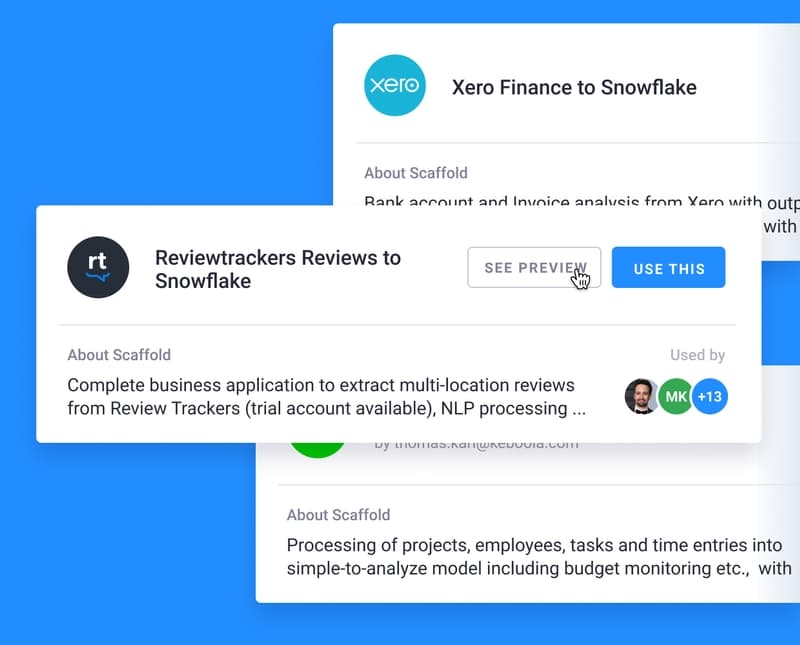 xero
Xero Finance to Snowflake
About Scaffold
Bank account and Invoice analysis from Xero with outp
with
rt
Reviewtrackers Reviews to
Snowflake
SEE PREVIEW
USE THIS
About Scaffold
Used by
Complete business application to extract multi-location reviews
from Review Trackers (trial account available), NLP processing ...
MK
+13
by thomas.karl@keboola.com
About Scaffold
Processing of projects, employees, tasks and time entries into
simple-to-analyze model including budget monitoring etc., with